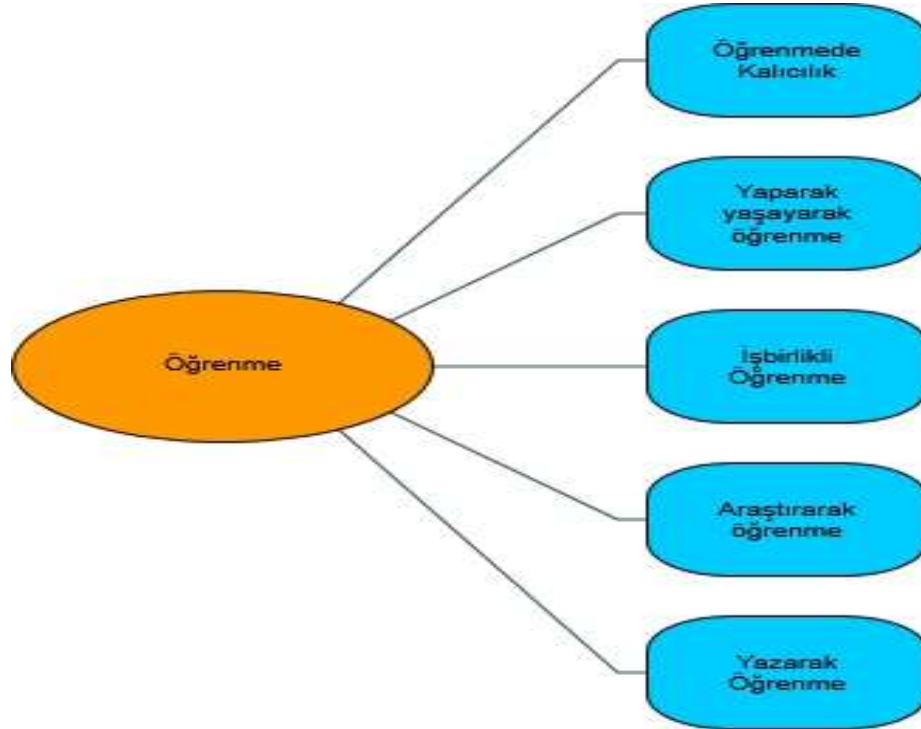 Öğrenmede
Kalıcılık
Yaparak
yaşayarak
öğrenme
Öğrenme
İşbirlikli
Öğrenme
Araştırarak
öğrenme
Yazarak
Öğrenme